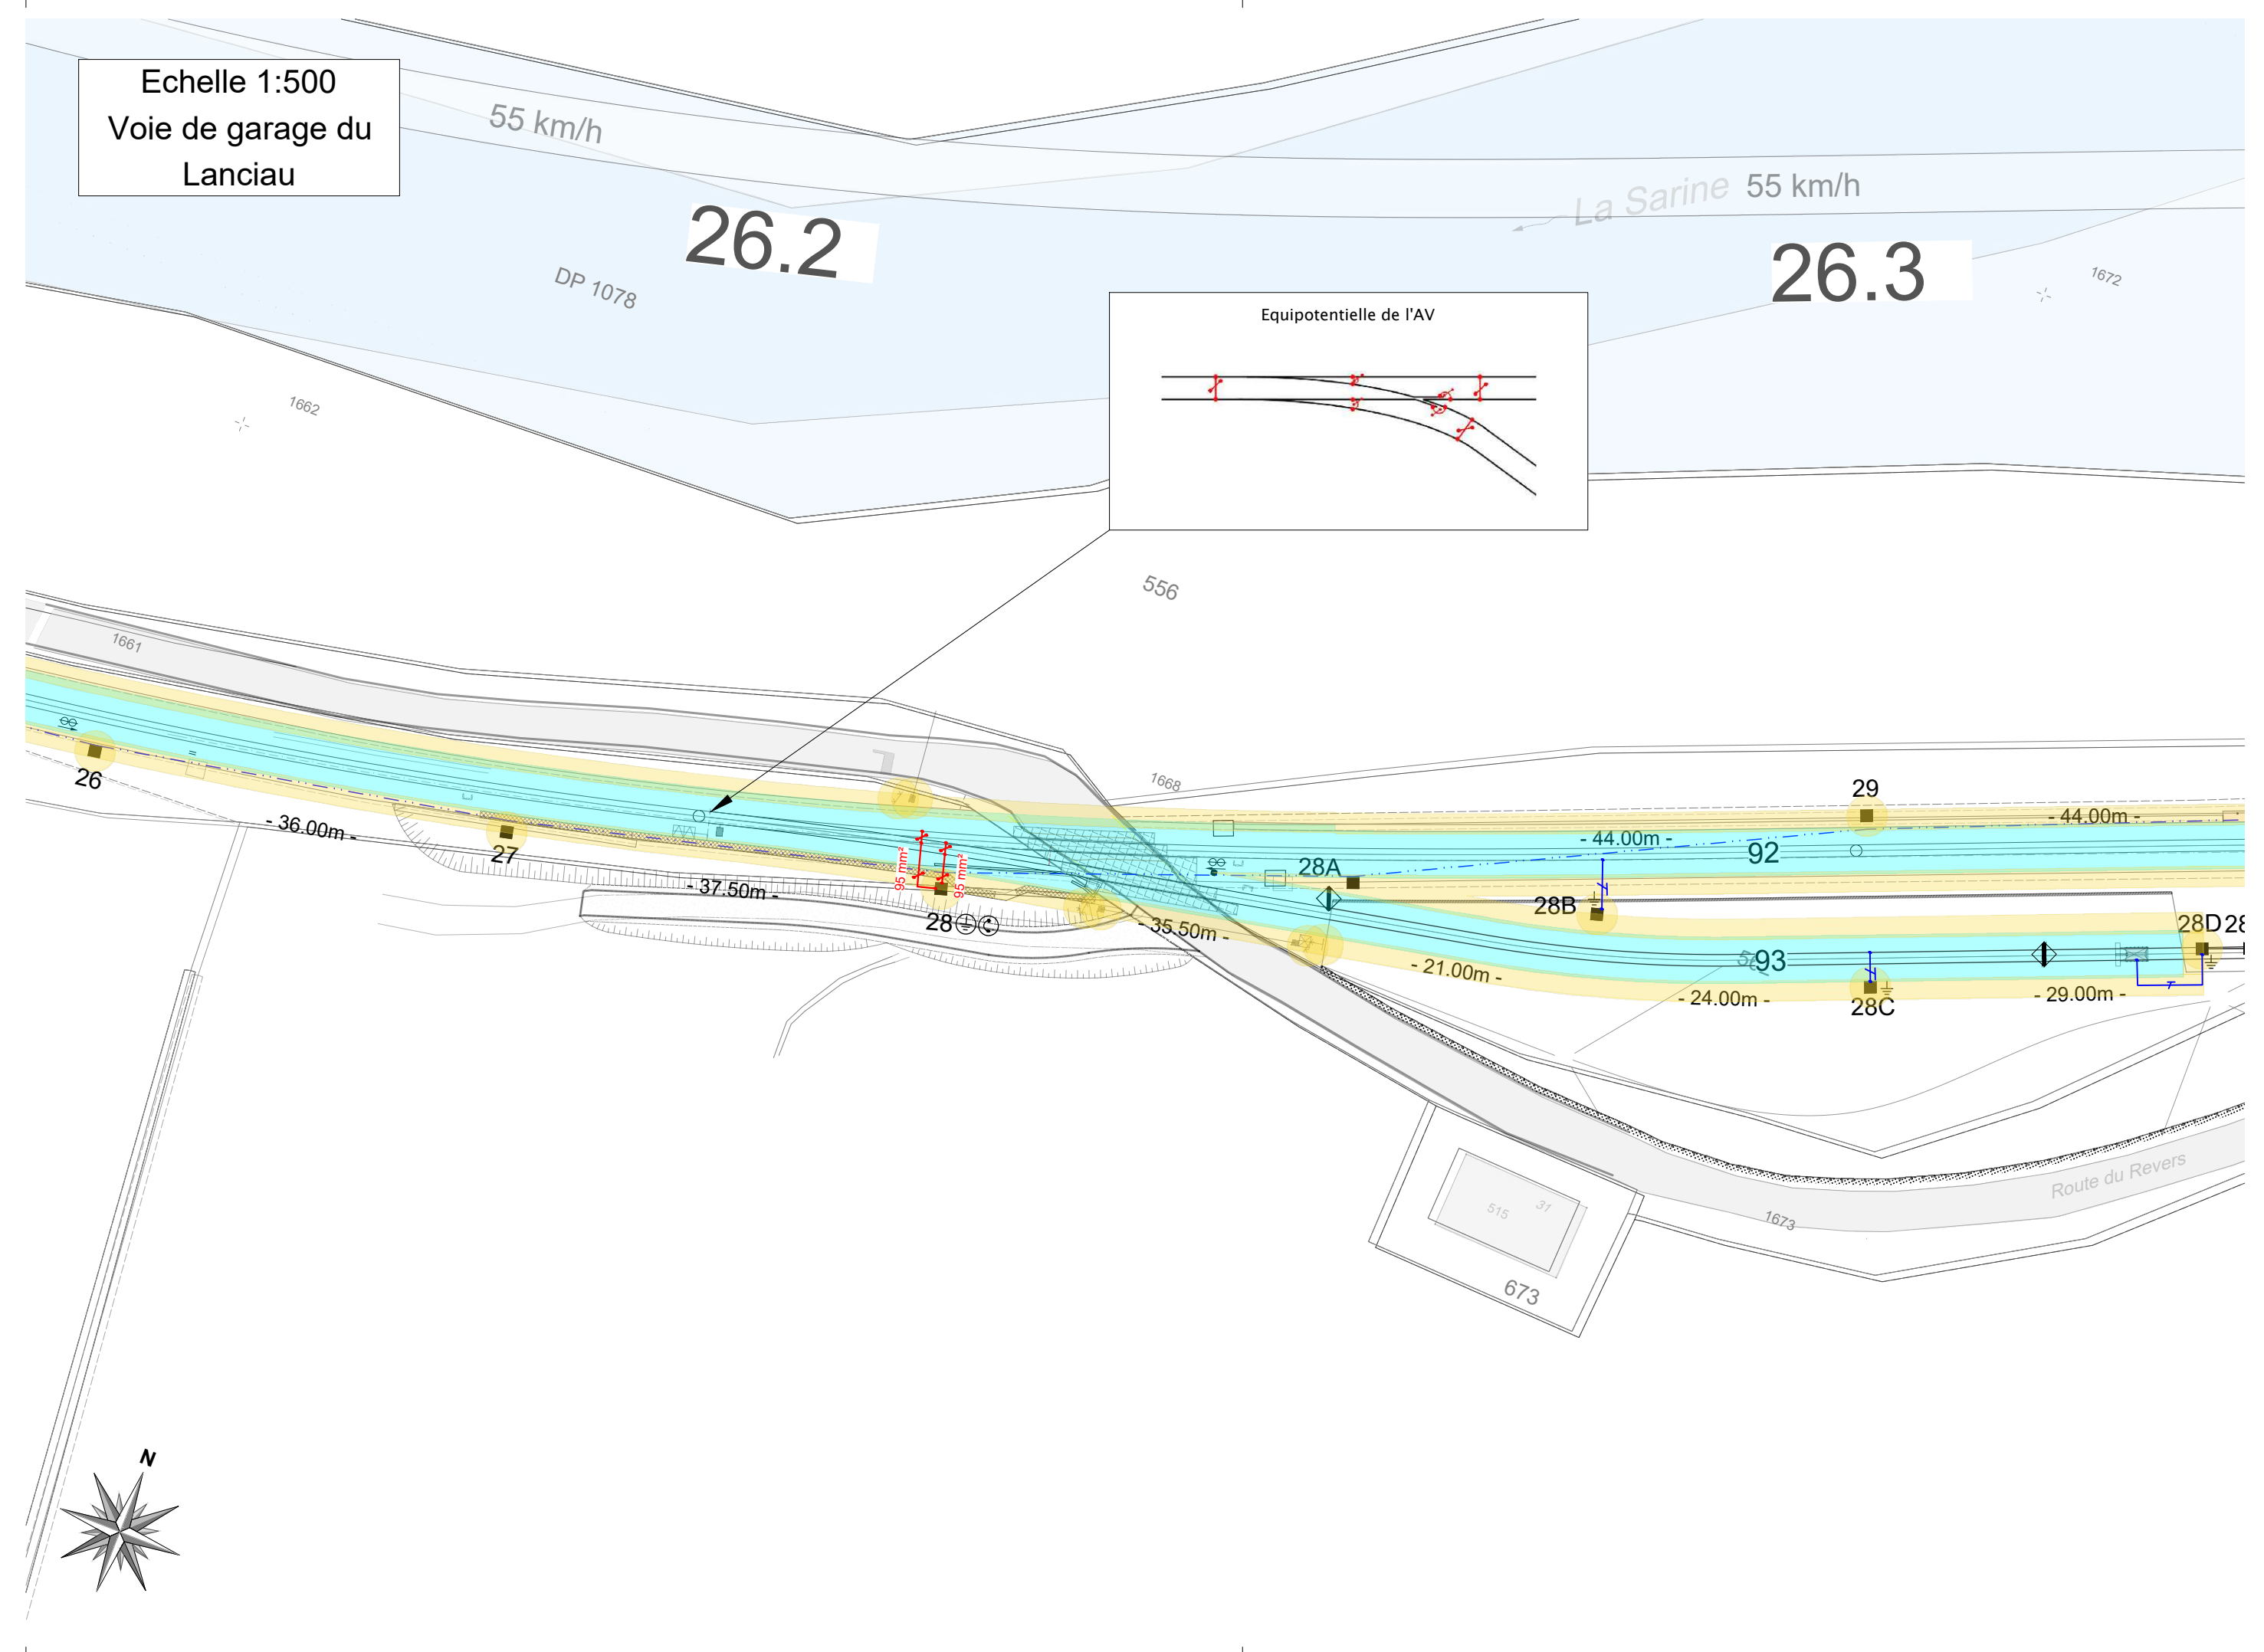 Echelle 1:500
Voie de garage du
Lanciau
55 km/h
La Sarine
55 km/h
26.2
26.3
DP 1078
1672
Equipotentielle de l'AV
1662
556
1661
1668
29
26
- 36.00m -
27
- 37.50m -
95 mm²
95 mm²
28
- 35.50m -
28A
- 44.00m -
92
- 44.00m -
28B
28D
28
93
- 21.00m -
- 24.00m -
28C
- 29.00m -
Route du Revers
1673
515
31
673
N